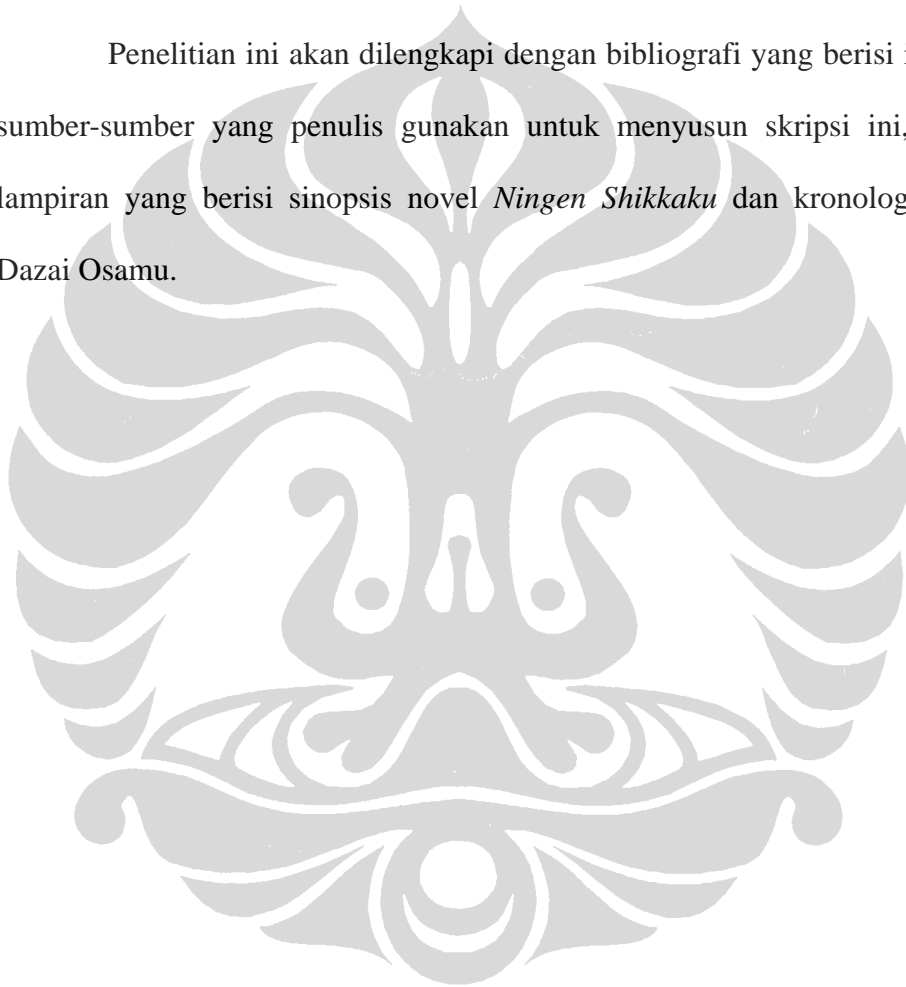 Penelitian ini akan dilengkapi dengan bibliografi yang berisi
sumber-sumber yang penulis gunakan untuk menyusun skripsi ini,
lampiran yang berisi sinopsis novel Ningen Shikkaku dan
Dazai Osamu.